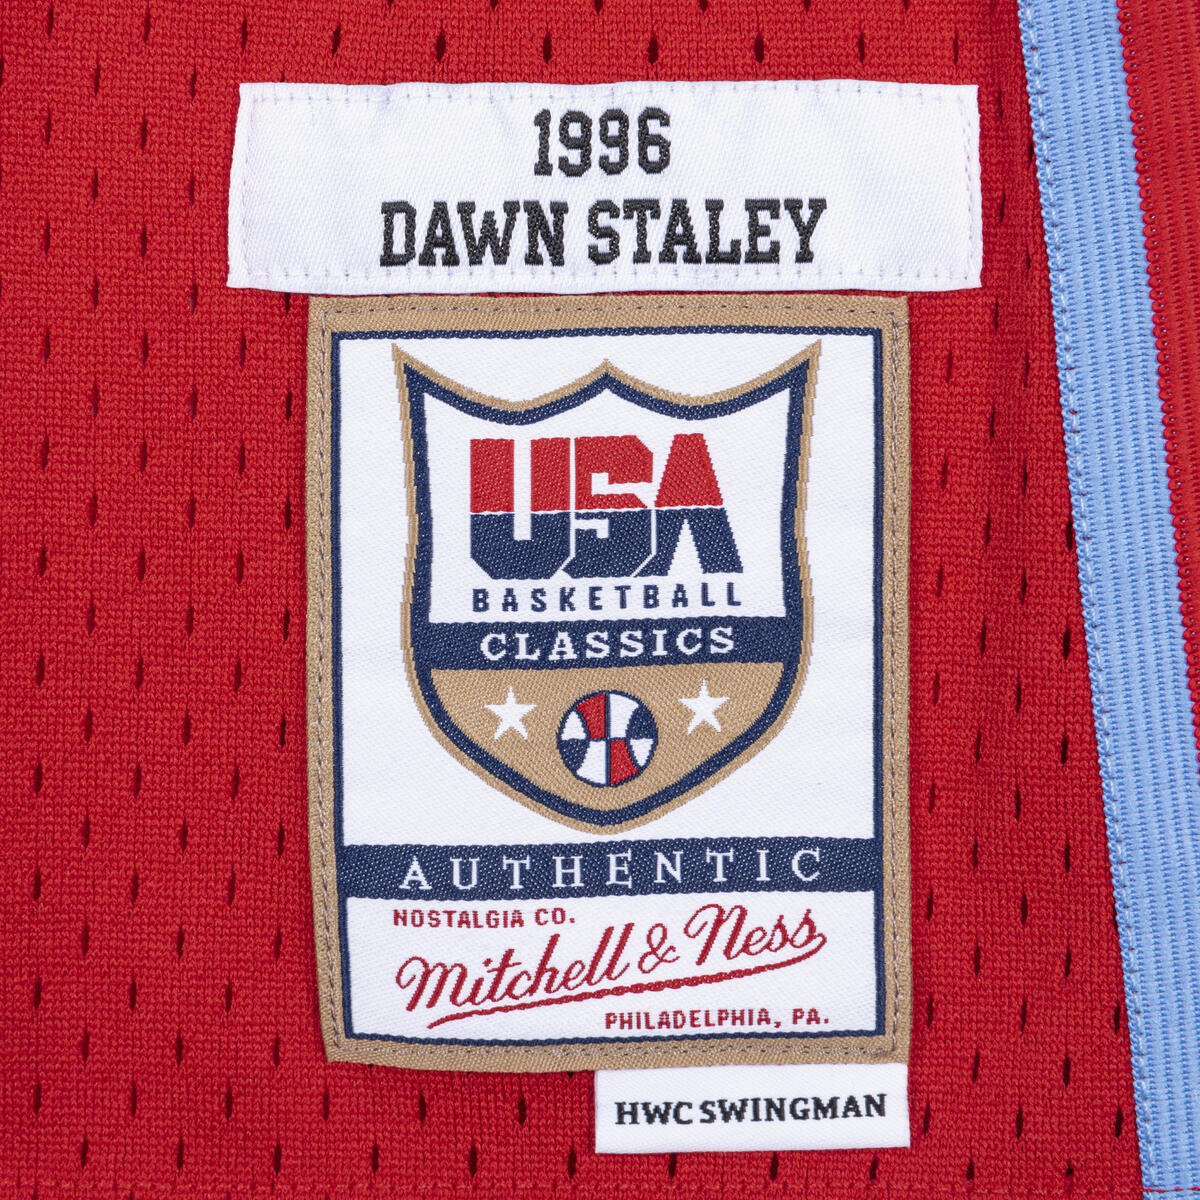 1996
DAWN STALEY
USA
BASKETBALL
CLASSICS
AUTHENTIC
NOSTALGIA CO.
Mitchell & Ness
PHILADELPHIA, PA.
HWC SWINGMAN